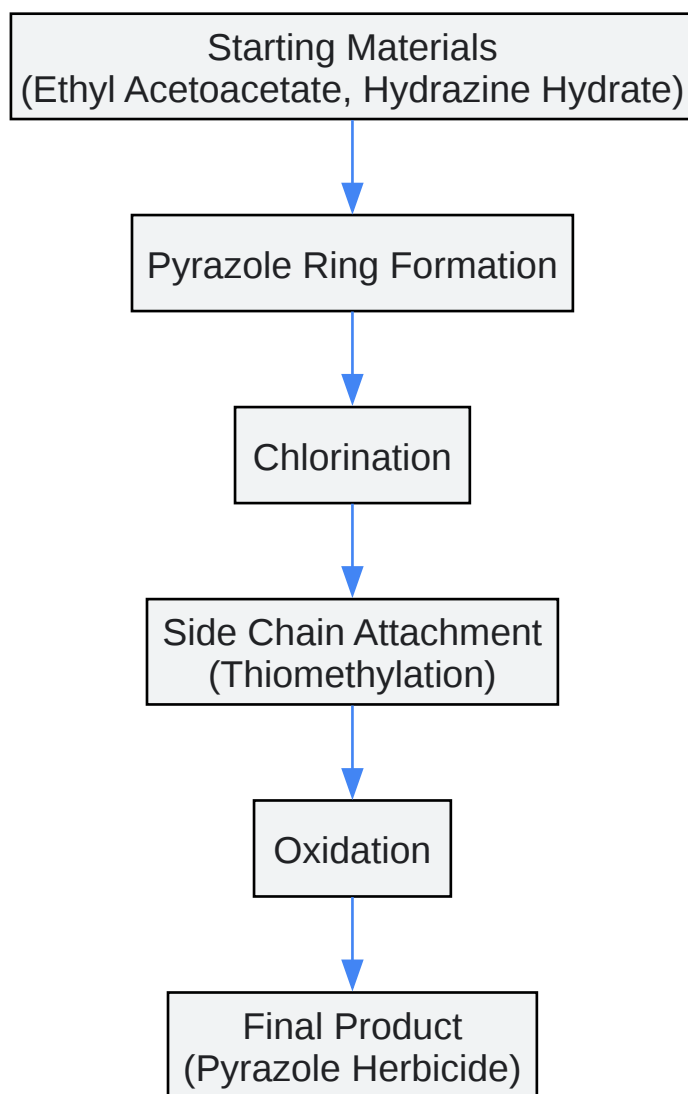 Starting Materials
(Ethyl Acetoacetate, Hydrazine Hydrate)
Pyrazole Ring Formation
Chlorination
Side Chain Attachment
(Thiomethylation)
Oxidation
Final Product
(Pyrazole Herbicide)